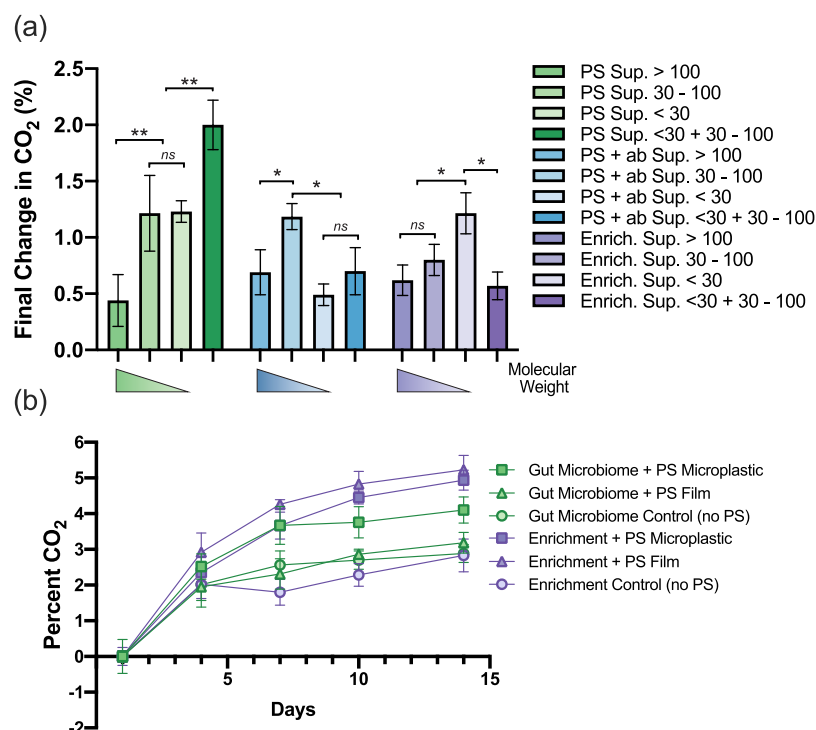 (a)
Final Change in CO2 (%)
2.5
2.0
1.5
1.0
0.5
0.0
**
ns
**
*
*
ns
ns
*
*
PS Sup. > 100
PS Sup. 30 - 100
PS Sup. < 30
PS Sup. <30 + 30 - 100
PS + ab Sup. > 100
PS + ab Sup. 30 - 100
PS + ab Sup. < 30
PS + ab Sup. <30 + 30 - 100
Enrich. Sup. > 100
Enrich. Sup. 30 - 100
Enrich. Sup. < 30
Enrich. Sup. <30 + 30 - 100
Molecular
Weight
(b)
Percent CO2
6
5
4
3
2
1
0
-1
-2
5
10
15
Days
Gut Microbiome + PS Microplastic
Gut Microbiome + PS Film
Gut Microbiome Control (no PS)
Enrichment + PS Microplastic
Enrichment + PS Film
Enrichment Control (no PS)